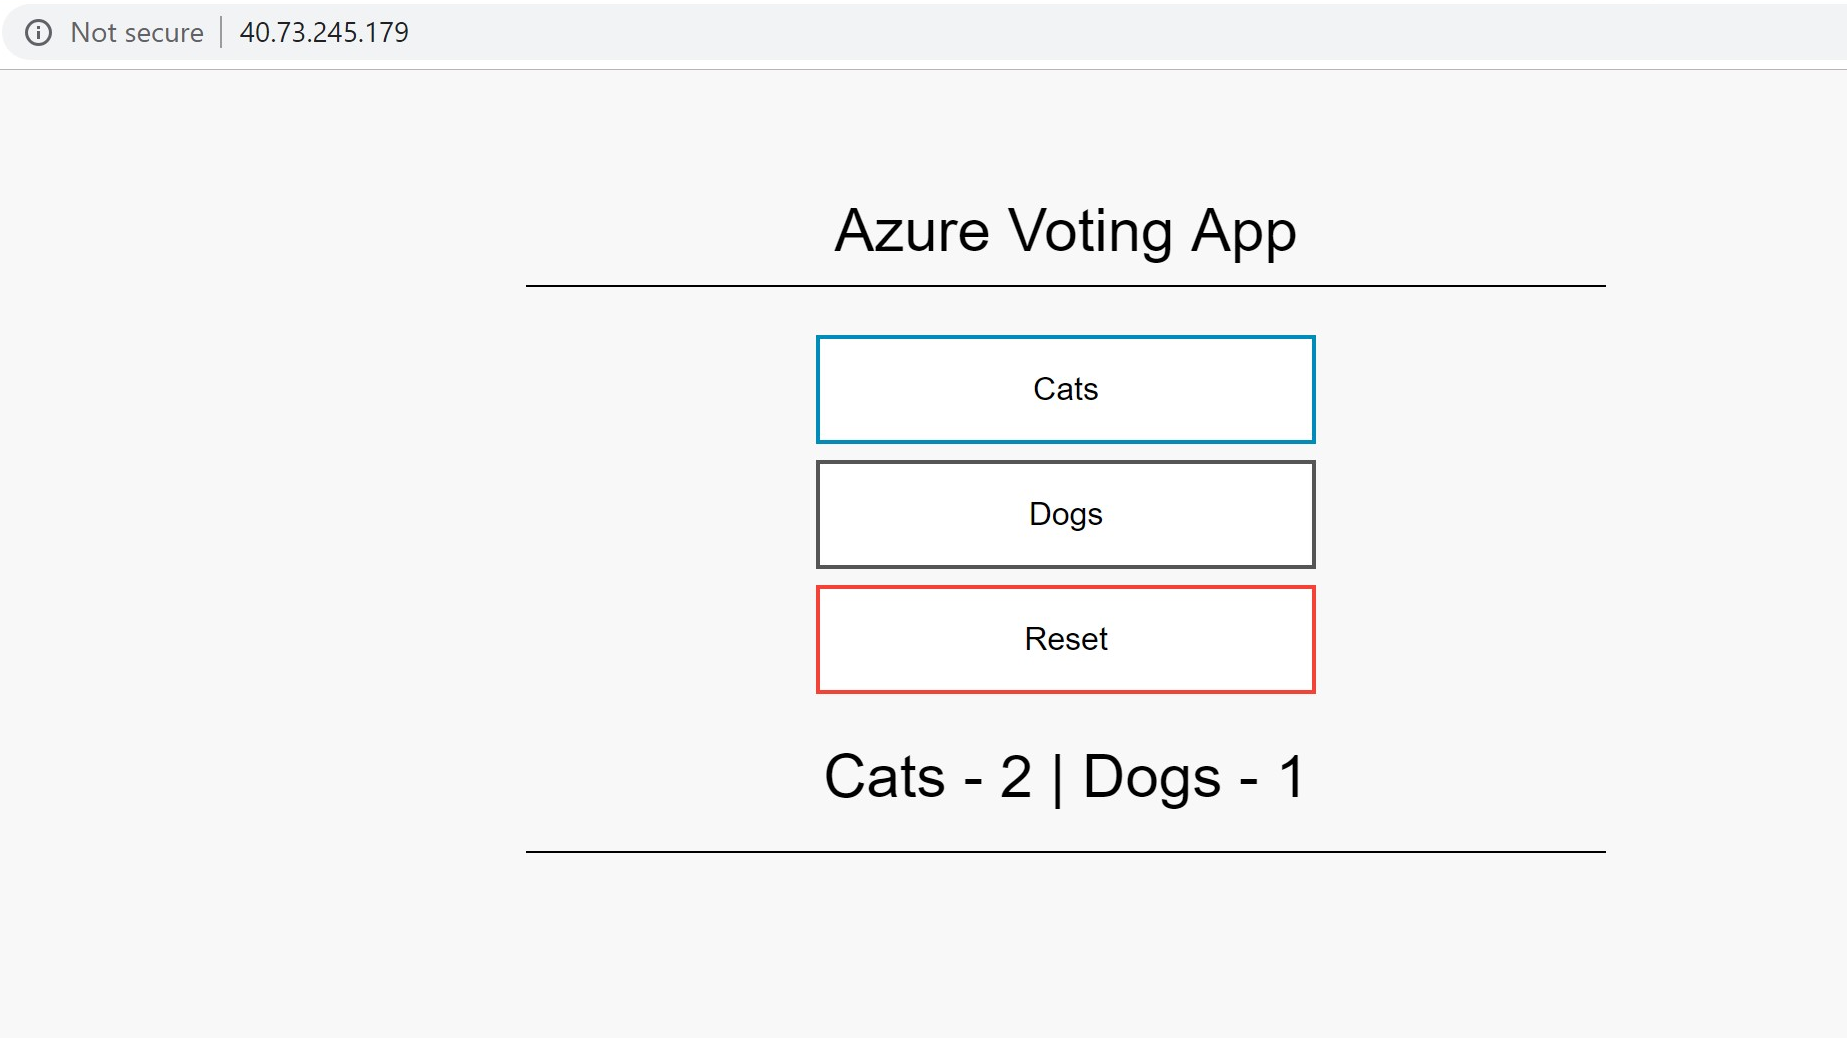 Not secure | 40.73.245.179
Azure Voting App
Cats
Dogs
Reset
Cats - 2 | Dogs - 1